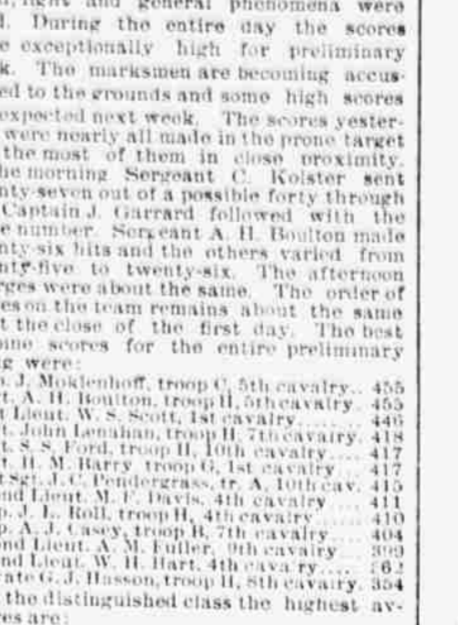 light and general phenomena were
d. During the entire day the scores
e exceptionally high for preliminary
k. The marksmen are becoming accus-
ed to the grounds and some high scores
expected next week. The scores yester-
were nearly all made in the prone target
the most of them in close proximity.
he morning Sergeant C. Kolster sent
nty-seven out of a possible forty through
Captain J. Garrard followed with the
e number. Sergeant A. H. Boulton made
nty-six hits and the others varied from
nty-five to twenty-six. The afternoon
rges were about the same. The order of
es on the team remains about the same
t the close of the first day. The best
ome scores for the entire preliminary
g were:
p. J. Moklenhoff, troop C, 5th cavalry.. 455
t. A. H. Boulton, troop H, 5th cavalry. 455
t Lieut. W. S. Scott, 1st cavalry........ 446
t. John Lenahan, troop H, 7th cavalry. 418
t. S. S. Ford, troop H, 10th cavalry.... 417
t. H. M. Barry troop G, 1st cavalry.... 417
t Sgt. J. C. Pendergrass, tr. A, 10th cav. 415
nd Lieut. M. F. Davis, 4th cavalry .... 411
p. J. L. Roll, troop H, 4th cavalry..... 410
p. A. J. Casey, troop B, 7th cavalry.... 404
ond Lieut. A. M. Fuller, 9th cavalry ... 399
nd Lieut. W. H. Hart, 4th cava ry.... 362
ate G. J. Hasson, troop H, 8th cavalry. 354
the distinguished class the highest av-
es are: